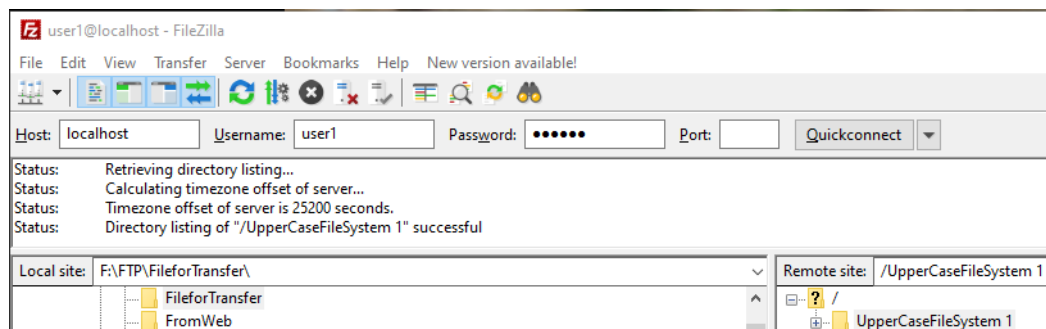 user1@localhost - FileZilla
File Edit View Transfer Server Bookmarks Help New version available!
Host: localhost Username: user1 Password: ●●●●●● Port: Quickconnect
Status: Retrieving directory listing...
Status: Calculating timezone offset of server...
Status: Timezone offset of server is 25200 seconds.
Status: Directory listing of "/UpperCaseFileSystem 1" successful
Local site: F:\FTP\FileforTransfer\ Remote site: /UpperCaseFileSystem 1
FileforTransfer ? /
FromWeb UpperCaseFileSystem 1